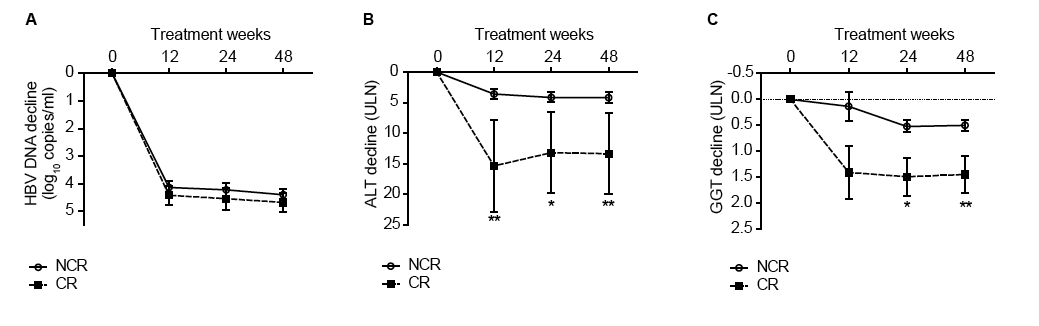 A
Treatment weeks
0 12 24 48
HBV DNA decline
(log10 copies/ml)
0
1
2
3
4
5
NCR
CR
B
Treatment weeks
0 12 24 48
ALT decline (ULN)
0
5
10
15
20
25
** * **
NCR
CR
C
Treatment weeks
0 12 24 48
GGT decline (ULN)
-0.5
0.0
0.5
1.0
1.5
2.0
2.5
* **
NCR
CR